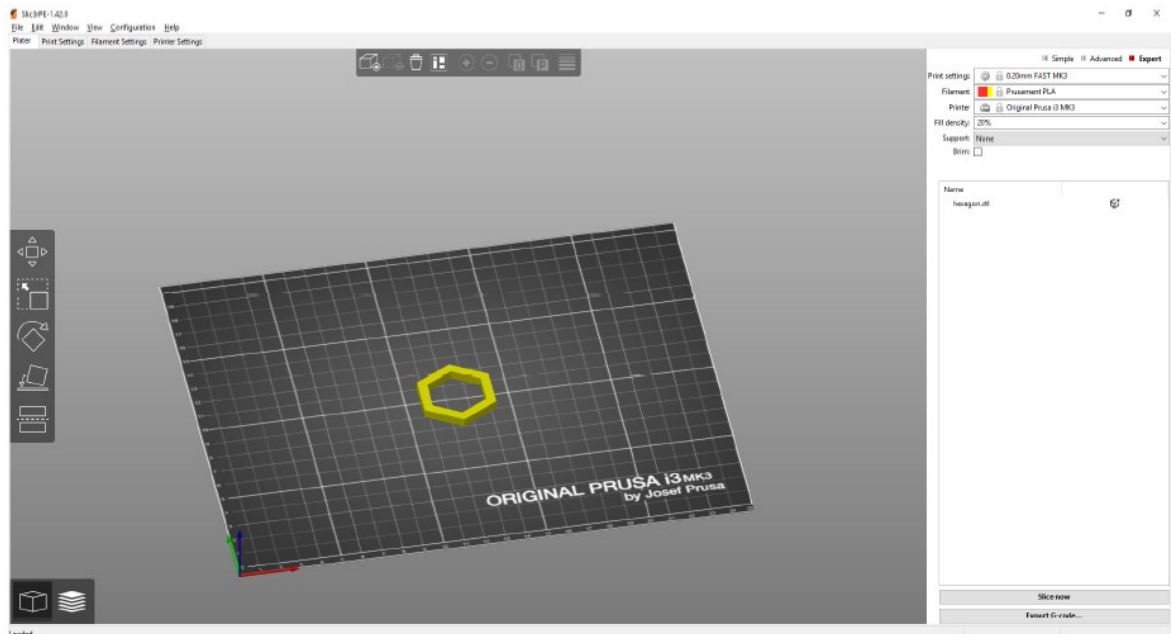 Slic3rPE-1.42.0
File Edit Window View Configuration Help
Plater Print Settings Filament Settings Printer Settings
Simple Advanced Expert
Print settings: 0.20mm FAST MK3
Filament: Prusament PLA
Printer: Original Prusa i3 MK3
Fill density: 20%
Support: None
Brim:
Name
hexagon.stl
ORIGINAL PRUSA i3 MK3
by Josef Prusa
Slice now
Export G-code...
Loaded